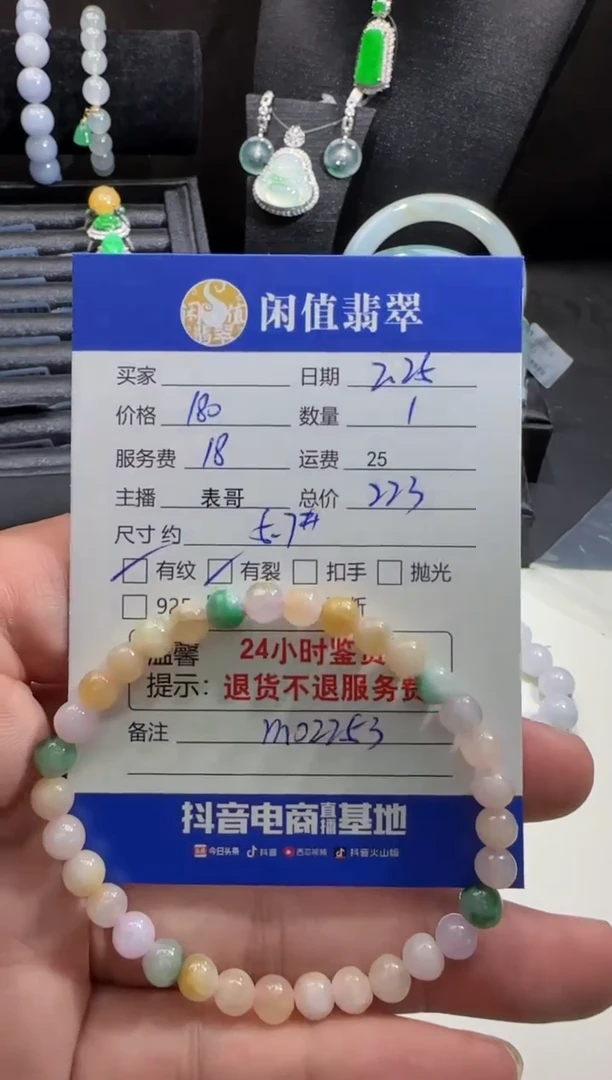 闲值翡翠
买家 日期 2.25
价格 180 数量 1
服务费 18 运费 25
主播 表哥 总价 223
尺寸 约 5.7#
有纹 有裂 扣手 抛光
925 折
温馨 24小时鉴赏
提示: 退货不退服务费
备注 m02253
抖音电商直播基地
今日头条 抖音 西瓜视频 抖音火山版